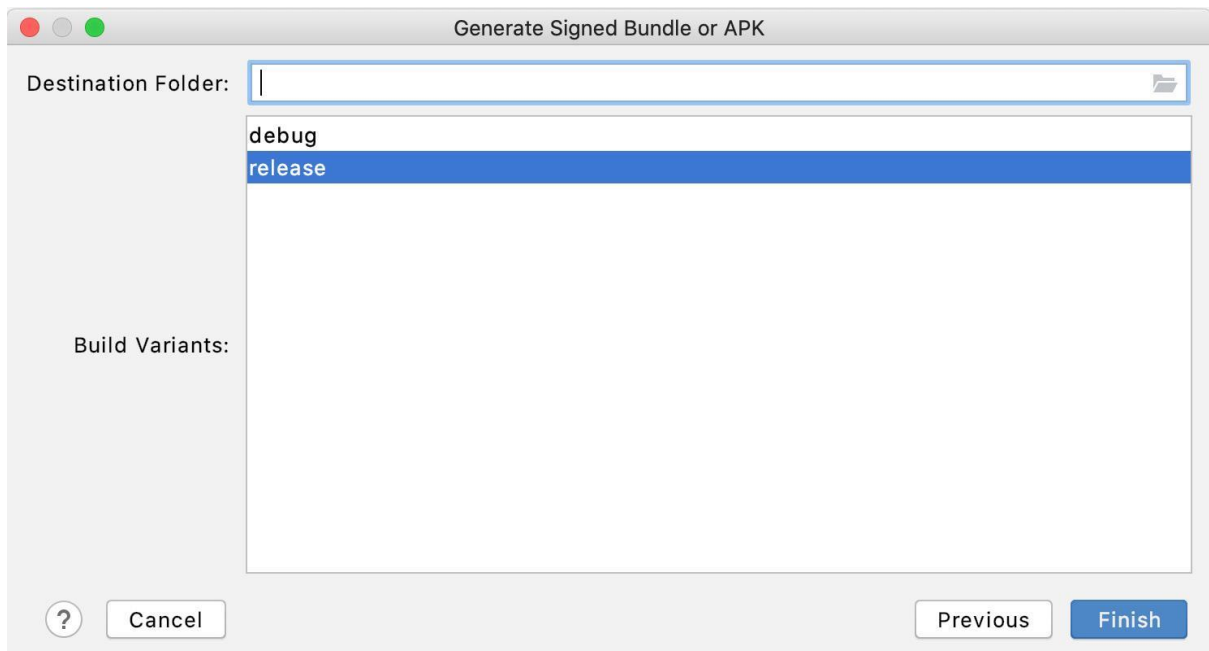 Generate Signed Bundle or APK
Destination Folder:
debug
release
Build Variants:
?
Cancel
Previous
Finish